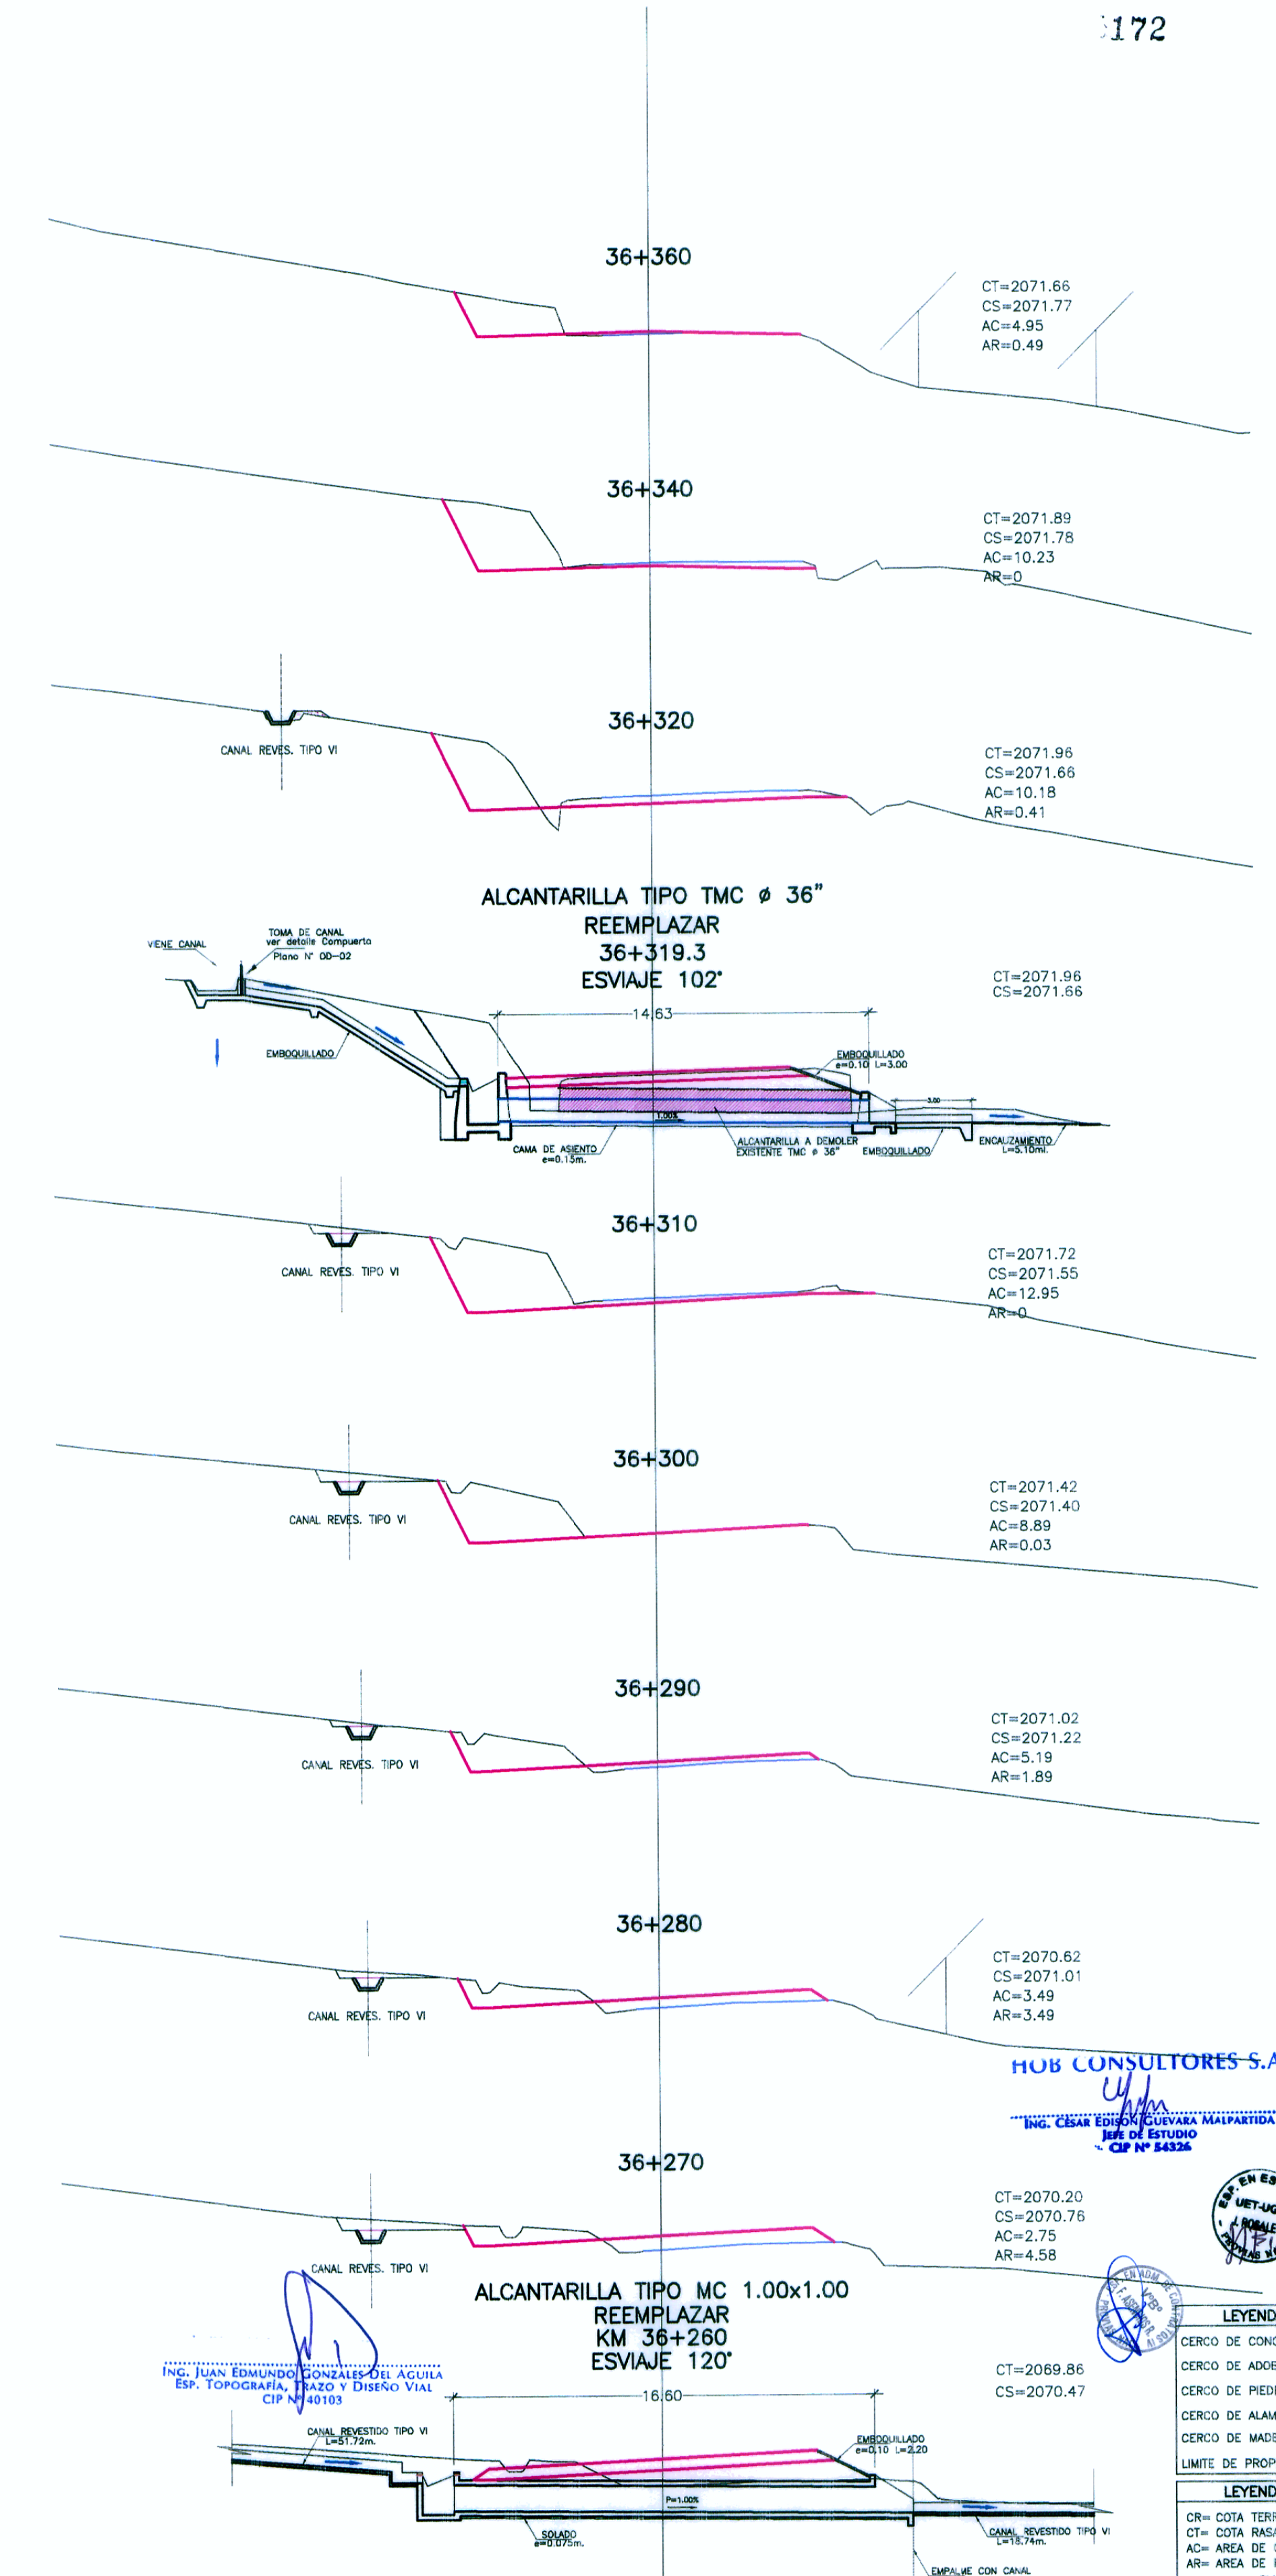 172
36+360
CT=2071.66
CS=2071.77
AC=4.95
AR=0.49
36+340
CT=2071.89
CS=2071.78
AC=10.23
AR=0
36+320
CANAL REVES. TIPO VI
CT=2071.96
CS=2071.66
AC=10.18
AR=0.41
ALCANTARILLA TIPO TMC ø 36"
REEMPLAZAR
36+319.3
ESVIAJE 102°
CT=2071.96
CS=2071.66
VIENE CANAL
TOMA DE CANAL
ver detalle Compuerta
Plano N° OD-02
14.63
EMBOQUILLADO
EMBOQUILLADO
e=0.10 L=3.00
3.00
1.00%
CAMA DE ASIENTO
e=0.15m.
ALCANTARILLA A DEMOLER
EXISTENTE TMC ø 36"
EMBOQUILLADO
ENCAUZAMIENTO
L=5.10ml.
36+310
CANAL REVES. TIPO VI
CT=2071.72
CS=2071.55
AC=12.95
AR=0
36+300
CANAL REVES. TIPO VI
CT=2071.42
CS=2071.40
AC=8.89
AR=0.03
36+290
CANAL REVES. TIPO VI
CT=2071.02
CS=2071.22
AC=5.19
AR=1.89
36+280
CANAL REVES. TIPO VI
CT=2070.62
CS=2071.01
AC=3.49
AR=3.49
HOB CONSULTORES S.A
ING. CÉSAR EDISON GUEVARA MALPARTIDA
JEFE DE ESTUDIO
CIP N° 54326
36+270
CANAL REVES. TIPO VI
CT=2070.20
CS=2070.76
AC=2.75
AR=4.58
ALCANTARILLA TIPO MC 1.00x1.00
REEMPLAZAR
KM 36+260
ESVIAJE 120°
CT=2069.86
CS=2070.47
ING. JUAN EDMUNDO GONZALES DEL AGUILA
ESP. TOPOGRAFÍA, TRAZO Y DISEÑO VIAL
CIP N° 40103
16.60
CANAL REVESTIDO TIPO VI
L=51.72m.
EMBOQUILLADO
e=0.10 L=2.20
P=1.00%
SOLADO
e=0.075m.
CANAL REVESTIDO TIPO VI
L=18.74m.
EMPALME CON CANAL
LEYEND
CERCO DE CONC
CERCO DE ADOB
CERCO DE PIED
CERCO DE ALAM
CERCO DE MADE
LIMITE DE PROP
LEYEND
CR= COTA TERR
CT= COTA RASA
AC= AREA DE
AR= AREA DE